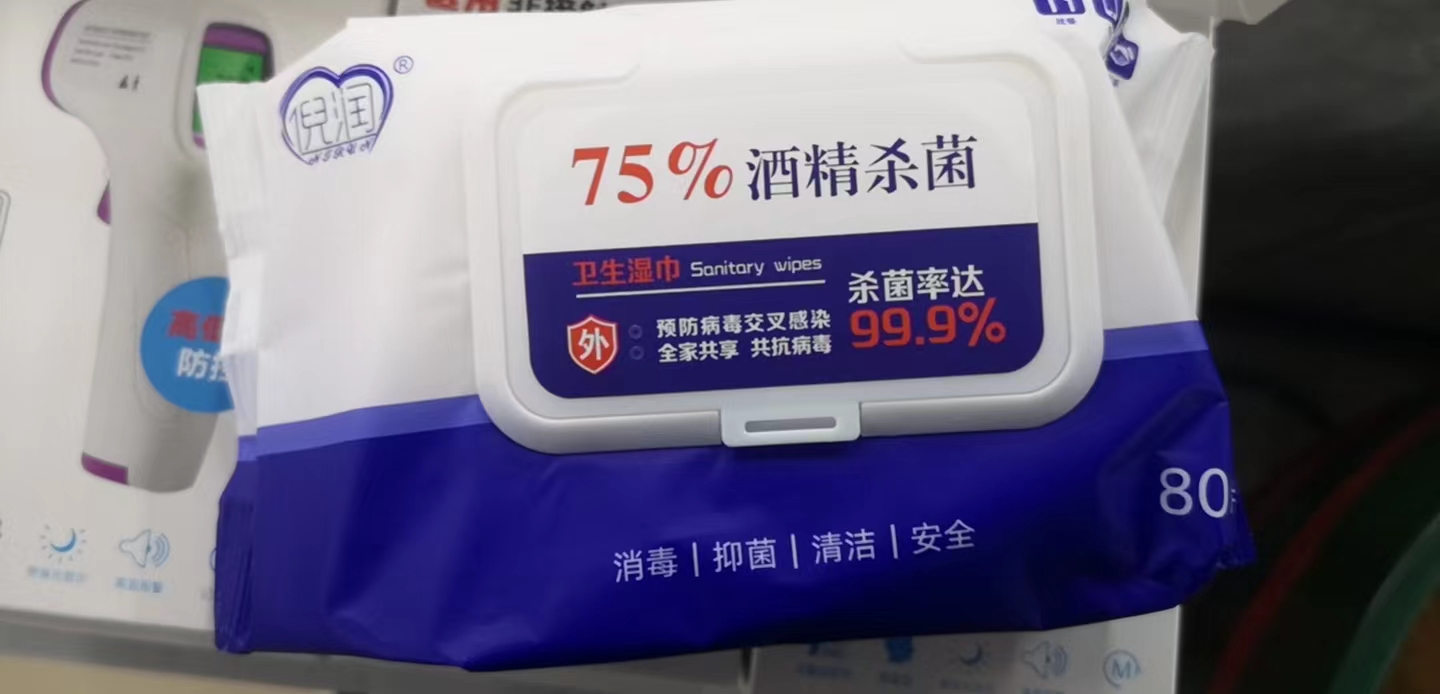 倪润
®
75%酒精杀菌
卫生湿巾 Sanitary wipes
杀菌率达
99.9%
外
预防病毒交叉感染
全家共享 共抗病毒
80
消毒|抑菌|清洁|安全
防控
M